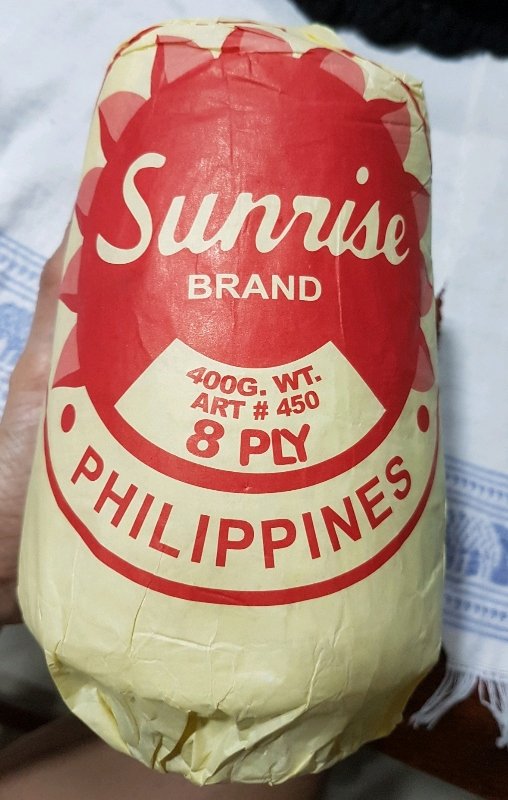 Sunrise
BRAND
400G. WT.
ART # 450
8 PLY
PHILIPPINES